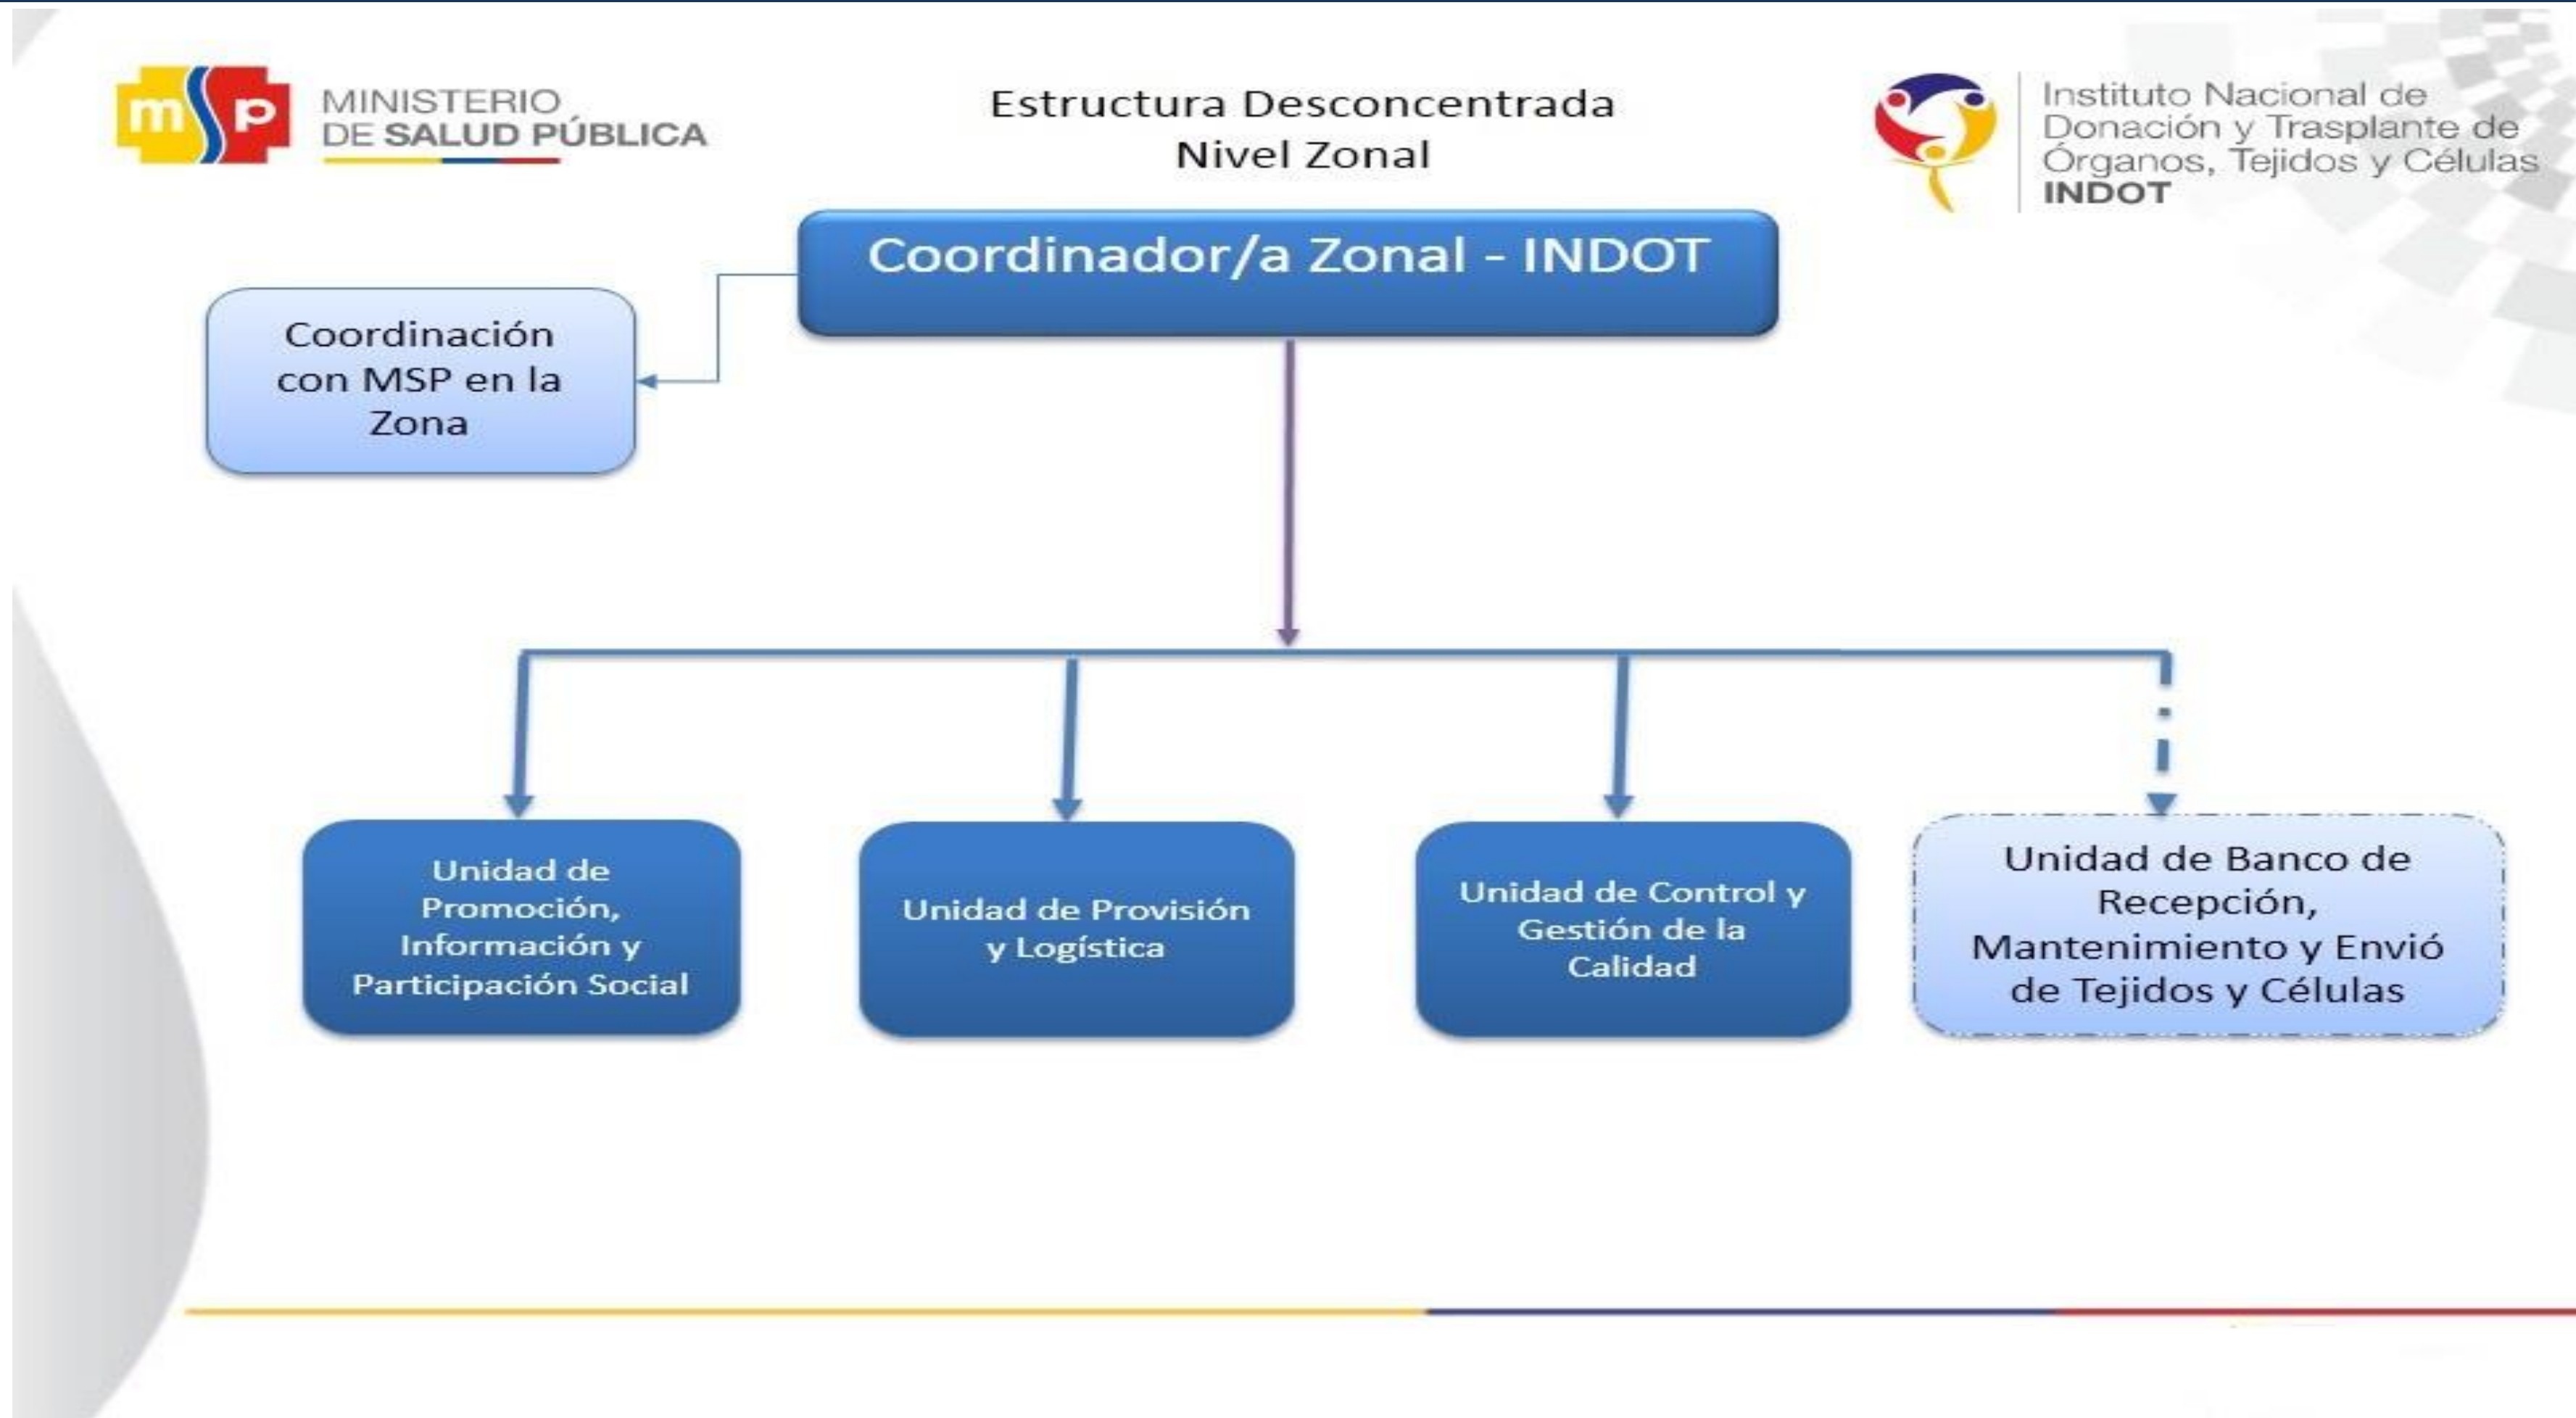 msp
MINISTERIO
DE SALUD PÚBLICA
Estructura Desconcentrada
Nivel Zonal
Instituto Nacional de
Donación y Trasplante de
Órganos, Tejidos y Células
INDOT
Coordinador/a Zonal - INDOT
Coordinación
con MSP en la
Zona
Unidad de
Promoción,
Información y
Participación Social
Unidad de Provisión
y Logística
Unidad de Control y
Gestión de la
Calidad
Unidad de Banco de
Recepción,
Mantenimiento y Envió
de Tejidos y Células